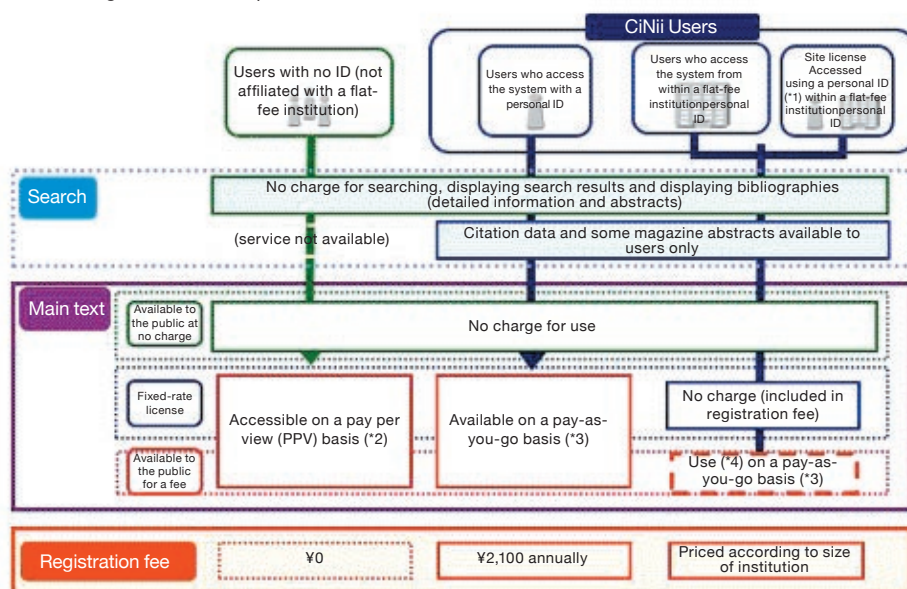 CiNii Users
Users with no ID (not
affiliated with a flat-
fee institution)
Users who access
the system with a
personal ID
Users who access
the system from within
a flat-fee
institutionpersonal
ID
Site license
Accessed
using a personal ID
(*1) within a flat-fee
institutionpersonal
ID
Search
No charge for searching, displaying search results and displaying bibliographies
(detailed information and abstracts)
(service not available)
Citation data and some magazine abstracts available to
users only
Main text
Available to
the public at
no charge
No charge for use
Fixed-rate
license
Accessible on a pay per
view (PPV) basis (*2)
Available on a pay-as-
you-go basis (*3)
No charge (included in
registration fee)
Available to
the public
for a fee
Use (*4) on a pay-as-
you-go basis (*3)
Registration fee
¥0
¥2,100 annually
Priced according to size
of institution